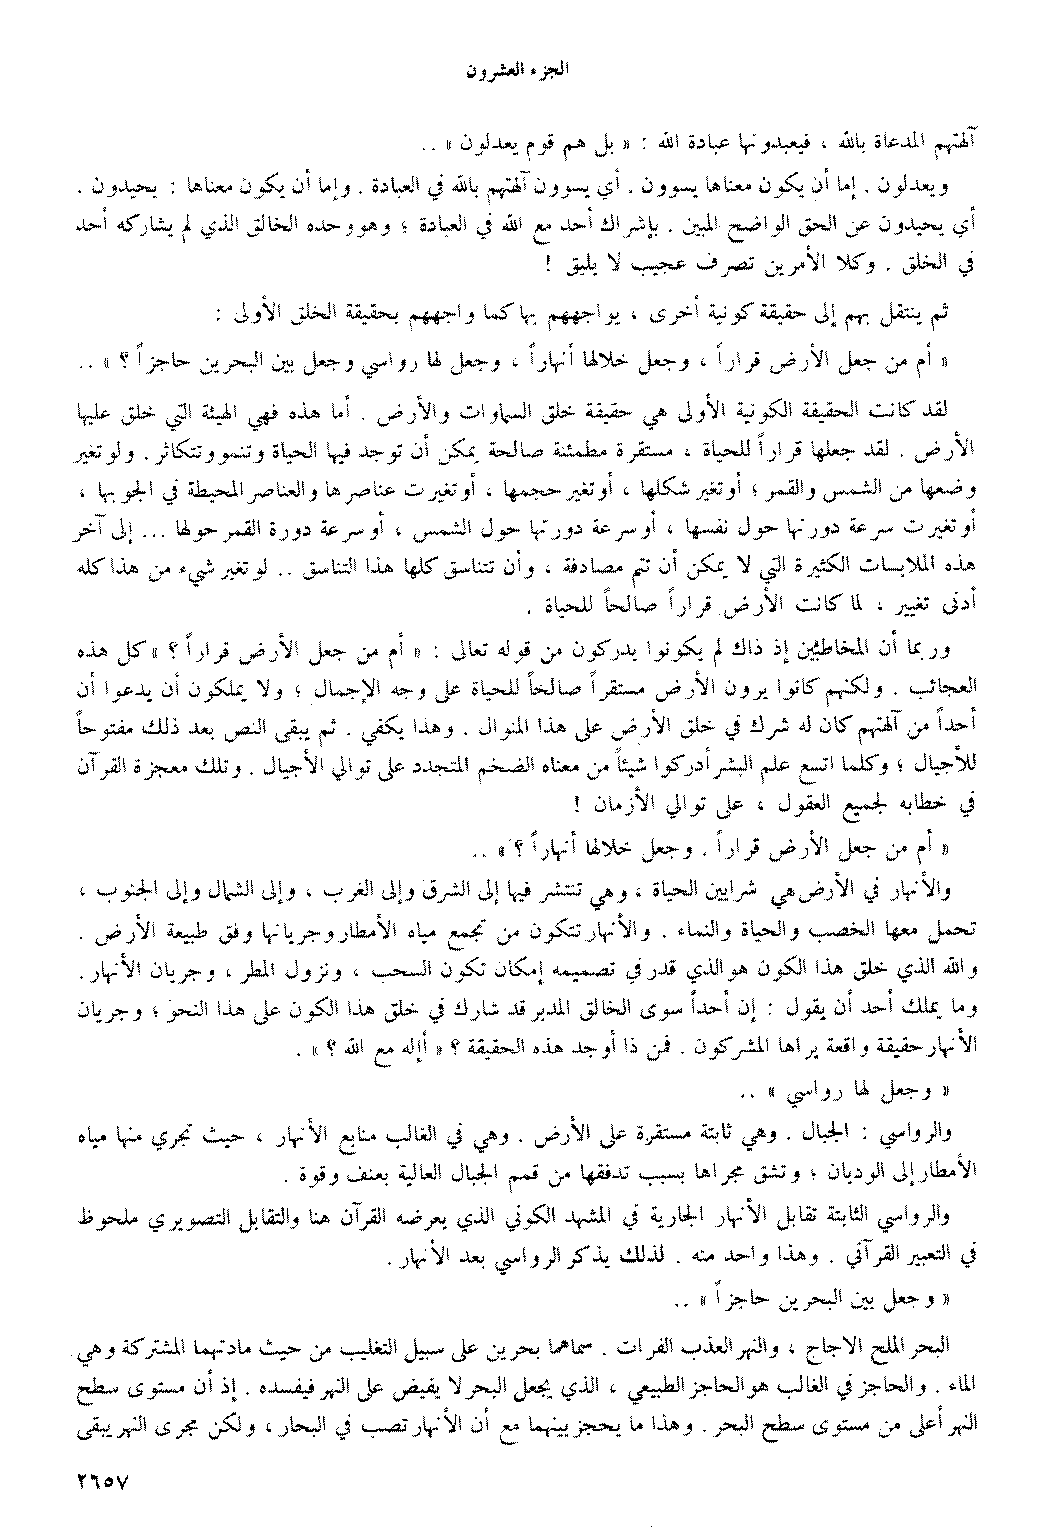 الجزء العشرون
آلهتهم المدعاة بالله ، فيعبدونها عبادة الله : « بل هم قوم يعدلون » ..
ويعدلون . إما أن يكون معناها يسوون . أي يسوون آلهتهم بالله في العبادة . وإما أن يكون معناها : يحيدون .
أي يحيدون عن الحق الواضح المبين . بإشراك أحد مع الله في العبادة ؛ وهو وحده الخالق الذي لم يشاركه أحد
في الخلق . وكلا الأمرين تصرف عجيب لا يليق !
ثم ينتقل بهم إلى حقيقة كونية أخرى ، يواجههم بها كما واجههم بحقيقة الخلق الأولى :
« أم من جعل الأرض قراراً ، وجعل خلالها أنهاراً ، وجعل لها رواسي وجعل بين البحرين حاجزاً ؟ » ..
لقد كانت الحقيقة الكونية الأولى هي حقيقة خلق السماوات والأرض . أما هذه فهي الهيئة التي خلق عليها
الأرض . لقد جعلها قراراً للحياة ، مستقرة مطمئنة صالحة يمكن أن توجد فيها الحياة وتنمو وتتكاثر . ولو تغير
وضعها من الشمس والقمر ؛ أو تغير شكلها ، أو تغير حجمها ، أو تغيرت عناصرها والعناصر المحيطة في الجو بها ،
أو تغيرت سرعة دورتها حول نفسها ، أو سرعة دورتها حول الشمس ، أو سرعة دورة القمر حولها ... إلى آخر
هذه الملابسات الكثيرة التي لا يمكن أن تتم مصادفة ، وأن تتناسق كلها هذا التناسق .. لو تغير شيء من هذا كله
أدنى تغيير ، لما كانت الأرض قراراً صالحاً للحياة .
وربما أن المخاطبين إذ ذاك لم يكونوا يدركون من قوله تعالى : « أم من جعل الأرض قراراً ؟ » كل هذه
العجائب . ولكنهم كانوا يرون الأرض مستقراً صالحاً للحياة على وجه الإجمال ؛ ولا يملكون أن يدعوا أن
أحداً من آلهتهم كان له شرك في خلق الأرض على هذا المنوال . وهذا يكفي . ثم يبقى النص بعد ذلك مفتوحاً
للأجيال ؛ وكلما اتسع علم البشر أدركوا شيئاً من معناه الضخم المتجدد على توالي الأجيال . وتلك معجزة القرآن
في خطابه لجميع العقول ، على توالي الأزمان !
« أم من جعل الأرض قراراً . وجعل خلالها أنهاراً ؟ » ..
والأنهار في الأرض هي شرايين الحياة ، وهي تنتشر فيها إلى الشرق وإلى الغرب ، وإلى الشمال وإلى الجنوب ،
تحمل معها الخصب والحياة والنماء . والأنهار تتكون من تجمع مياه الأمطار وجريانها وفق طبيعة الأرض .
والله الذي خلق هذا الكون هو الذي قدر في تصميمه إمكان تكون السحب ، ونزول المطر ، وجريان الأنهار .
وما يملك أحد أن يقول : إن أحداً سوى الخالق المدبر قد شارك في خلق هذا الكون على هذا النحو ؛ وجريان
الأنهار حقيقة واقعة يراها المشركون . فمن ذا أوجد هذه الحقيقة ؟ « أإله مع الله ؟ » .
« وجعل لها رواسي » ..
والرواسي : الجبال . وهي ثابتة مستقرة على الأرض . وهي في الغالب منابع الأنهار ، حيث تجري منها مياه
الأمطار إلى الوديان ؛ وتشق مجراها بسبب تدفقها من قمم الجبال العالية بعنف وقوة .
والرواسي الثابتة تقابل الأنهار الجارية في المشهد الكوني الذي يعرضه القرآن هنا والتقابل التصويري ملحوظ
في التعبير القرآني . وهذا واحد منه . لذلك يذكر الرواسي بعد الأنهار .
« وجعل بين البحرين حاجزاً » ..
البحر الملح الاجاج ، والنهر العذب الفرات . سماهما بحرين على سبيل التغليب من حيث مادتهما المشتركة وهي
الماء . والحاجز في الغالب هو الحاجز الطبيعي ، الذي يجعل البحر لا يفيض على النهر فيفسده . إذ أن مستوى سطح
النهر أعلى من مستوى سطح البحر . وهذا ما يحجز بينهما مع أن الأنهار تصب في البحار ، ولكن مجرى النهر يبقى
٢٦٥٧